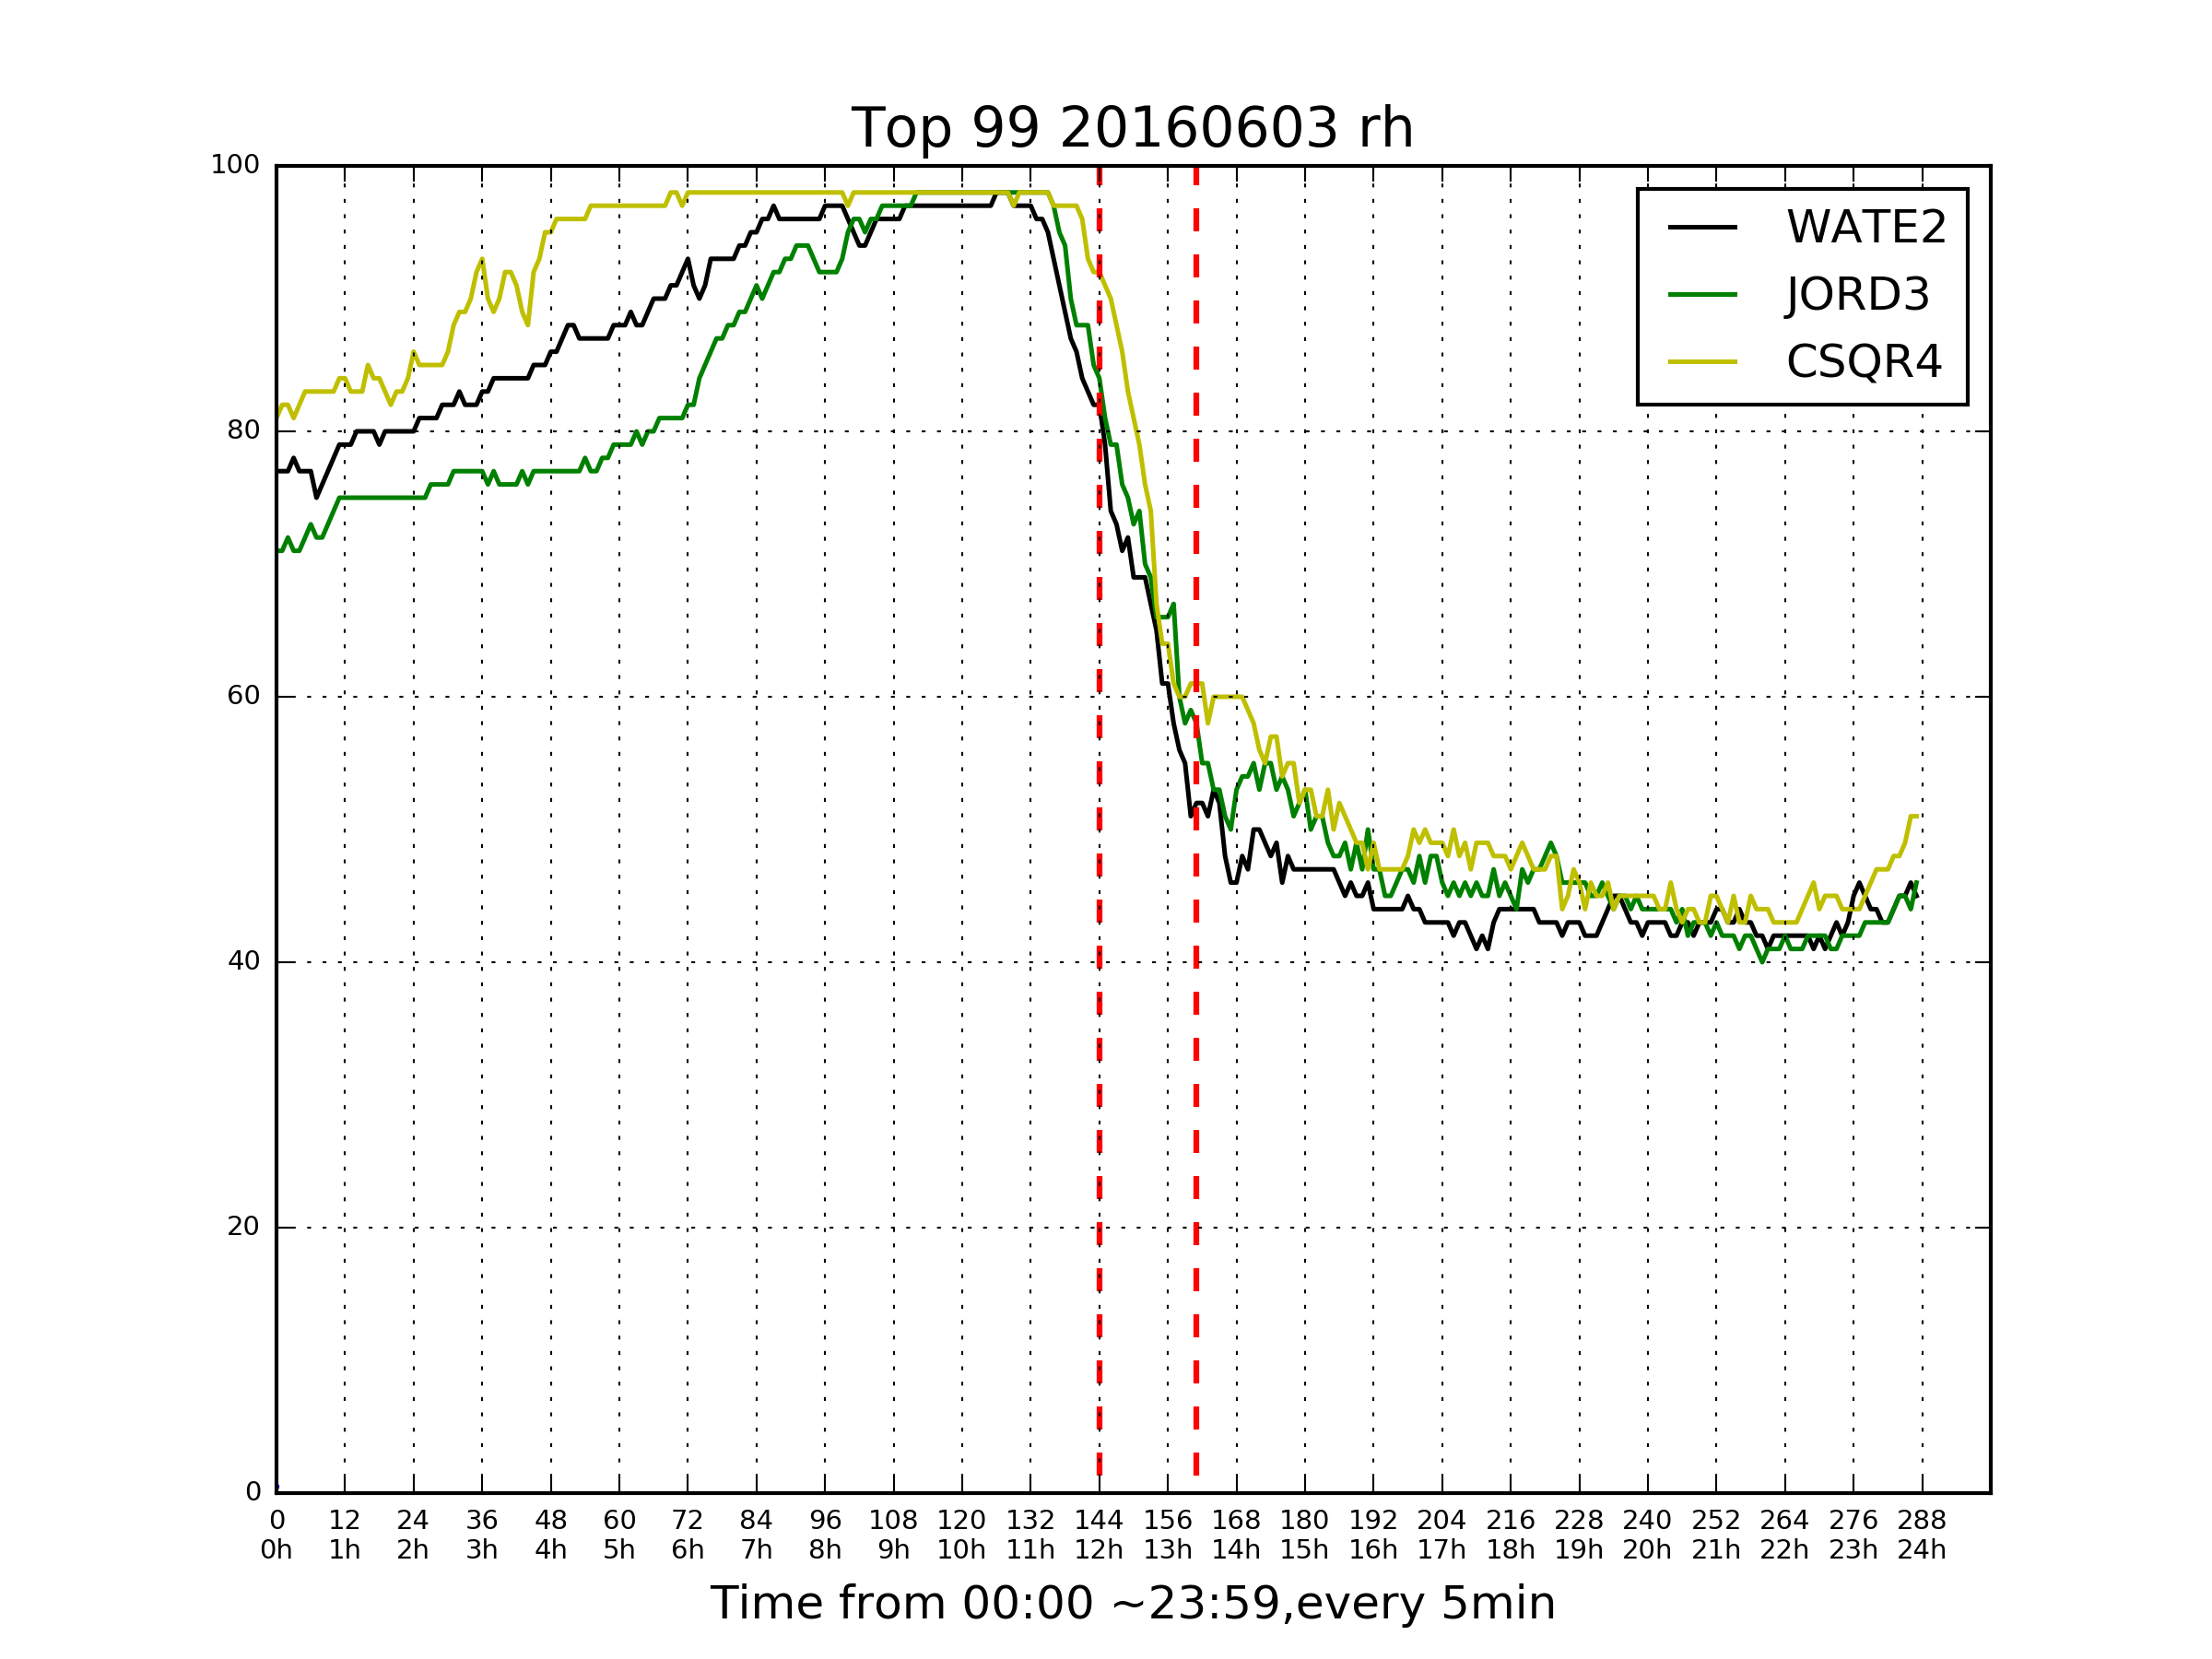 Top 99 20160603 rh
100
80
60
40
20
0
WATE2
JORD3
CSQR4
0 12 24 36 48 60 72 84 96 108 120 132 144 156 168 180 192 204 216 228 240 252 264 276 288
0h 1h 2h 3h 4h 5h 6h 7h 8h 9h 10h 11h 12h 13h 14h 15h 16h 17h 18h 19h 20h 21h 22h 23h 24h
Time from 00:00 ~23:59,every 5min